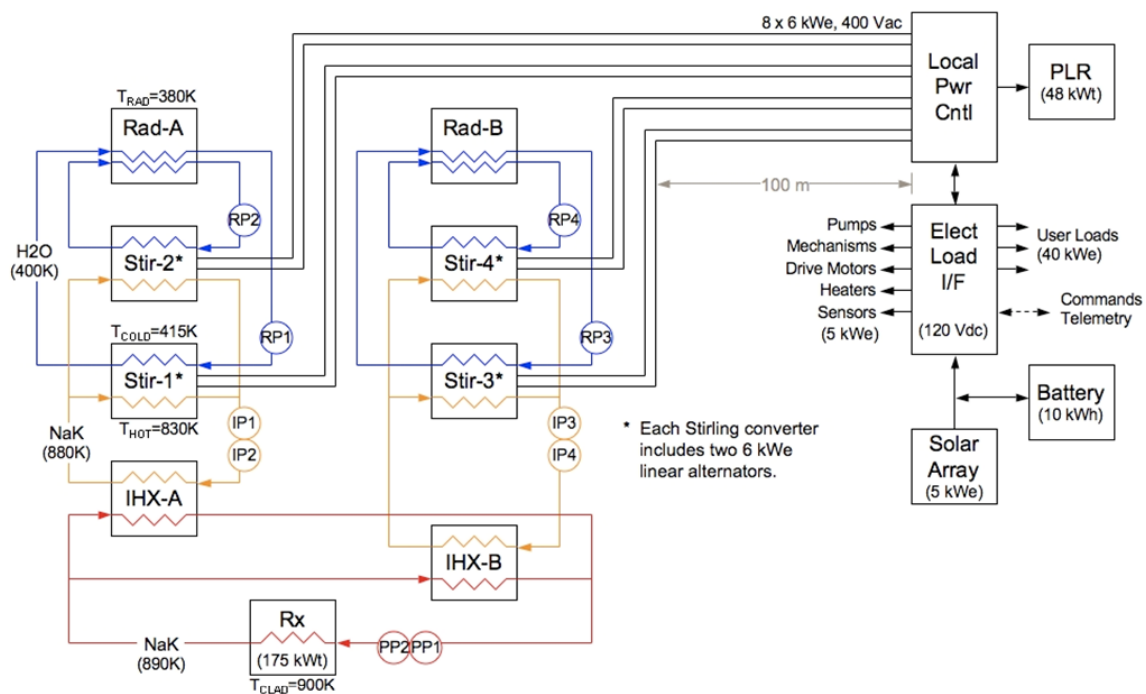 8 x 6 kWe, 400 Vac
Local
Pwr
Cntl
PLR
(48 kWt)
TRAD=380K
Rad-A
Rad-B
100 m
RP2
RP4
H2O
(400K)
Stir-2*
Stir-4*
Pumps
Mechanisms
Drive Motors
Heaters
Sensors
(5 kWe)
Elect
Load
I/F
(120 Vdc)
User Loads
(40 kWe)
Commands
Telemetry
TCOLD=415K
RP1
RP3
Stir-1*
Stir-3*
THOT=830K
NaK
(880K)
IP1
IP2
IP3
IP4
* Each Stirling converter
includes two 6 kWe
linear alternators.
Battery
(10 kWh)
Solar
Array
(5 kWe)
IHX-A
IHX-B
Rx
(175 kWt)
PP2
PP1
NaK
(890K)
TCLAD=900K